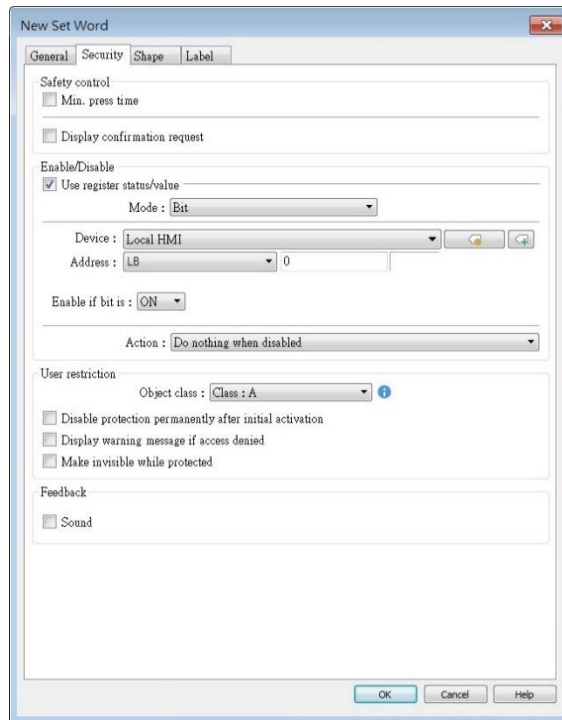 New Set Word
General Security Shape Label
Safety control
Min. press time
Display confirmation request
Enable/Disable
Use register status/value
Mode : Bit
Device : Local HMI
Address : LB 0
Enable if bit is : ON
Action : Do nothing when disabled
User restriction
Object class : Class : A
Disable protection permanently after initial activation
Display warning message if access denied
Make invisible while protected
Feedback
Sound
OK Cancel Help